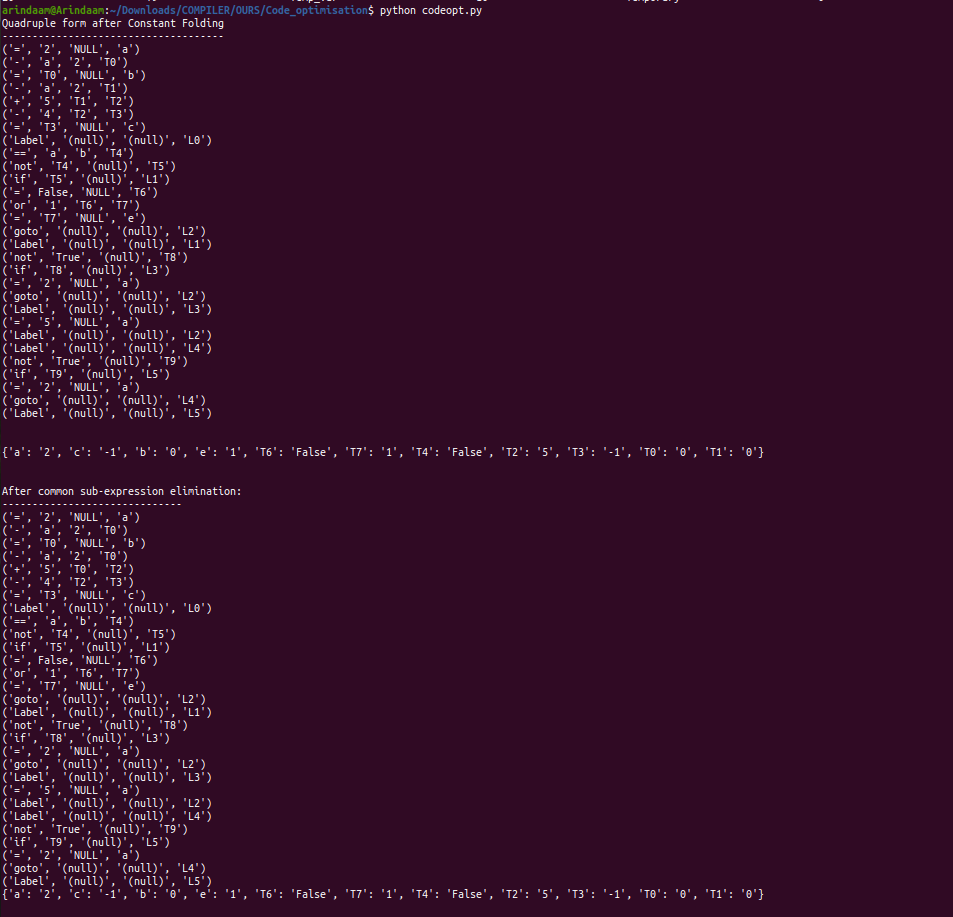 arindaam@Arindaam:~/Downloads/COMPILER/OURS/Code_optimisation$ python codeopt.py
Quadruple form after Constant Folding
-------------------------------------
('=', '2', 'NULL', 'a')
('-', 'a', '2', 'T0')
('=', 'T0', 'NULL', 'b')
('-', 'a', '2', 'T1')
('+', '5', 'T1', 'T2')
('-', '4', 'T2', 'T3')
('=', 'T3', 'NULL', 'c')
('Label', '(null)', '(null)', 'L0')
('==', 'a', 'b', 'T4')
('not', 'T4', '(null)', 'T5')
('if', 'T5', '(null)', 'L1')
('=', False, 'NULL', 'T6')
('or', '1', 'T6', 'T7')
('=', 'T7', 'NULL', 'e')
('goto', '(null)', '(null)', 'L2')
('Label', '(null)', '(null)', 'L1')
('not', 'True', '(null)', 'T8')
('if', 'T8', '(null)', 'L3')
('=', '2', 'NULL', 'a')
('goto', '(null)', '(null)', 'L2')
('Label', '(null)', '(null)', 'L3')
('=', '5', 'NULL', 'a')
('Label', '(null)', '(null)', 'L2')
('Label', '(null)', '(null)', 'L4')
('not', 'True', '(null)', 'T9')
('if', 'T9', '(null)', 'L5')
('=', '2', 'NULL', 'a')
('goto', '(null)', '(null)', 'L4')
('Label', '(null)', '(null)', 'L5')
{'a': '2', 'c': '-1', 'b': '0', 'e': '1', 'T6': 'False', 'T7': '1', 'T4': 'False', 'T2': '5', 'T3': '-1', 'T0': '0', 'T1': '0'}
After common sub-expression elimination:
------------------------------
('=', '2', 'NULL', 'a')
('-', 'a', '2', 'T0')
('=', 'T0', 'NULL', 'b')
('-', 'a', '2', 'T0')
('+', '5', 'T0', 'T2')
('-', '4', 'T2', 'T3')
('=', 'T3', 'NULL', 'c')
('Label', '(null)', '(null)', 'L0')
('==', 'a', 'b', 'T4')
('not', 'T4', '(null)', 'T5')
('if', 'T5', '(null)', 'L1')
('=', False, 'NULL', 'T6')
('or', '1', 'T6', 'T7')
('=', 'T7', 'NULL', 'e')
('goto', '(null)', '(null)', 'L2')
('Label', '(null)', '(null)', 'L1')
('not', 'True', '(null)', 'T8')
('if', 'T8', '(null)', 'L3')
('=', '2', 'NULL', 'a')
('goto', '(null)', '(null)', 'L2')
('Label', '(null)', '(null)', 'L3')
('=', '5', 'NULL', 'a')
('Label', '(null)', '(null)', 'L2')
('Label', '(null)', '(null)', 'L4')
('not', 'True', '(null)', 'T9')
('if', 'T9', '(null)', 'L5')
('=', '2', 'NULL', 'a')
('goto', '(null)', '(null)', 'L4')
('Label', '(null)', '(null)', 'L5')
{'a': '2', 'c': '-1', 'b': '0', 'e': '1', 'T6': 'False', 'T7': '1', 'T4': 'False', 'T2': '5', 'T3': '-1', 'T0': '0', 'T1': '0'}